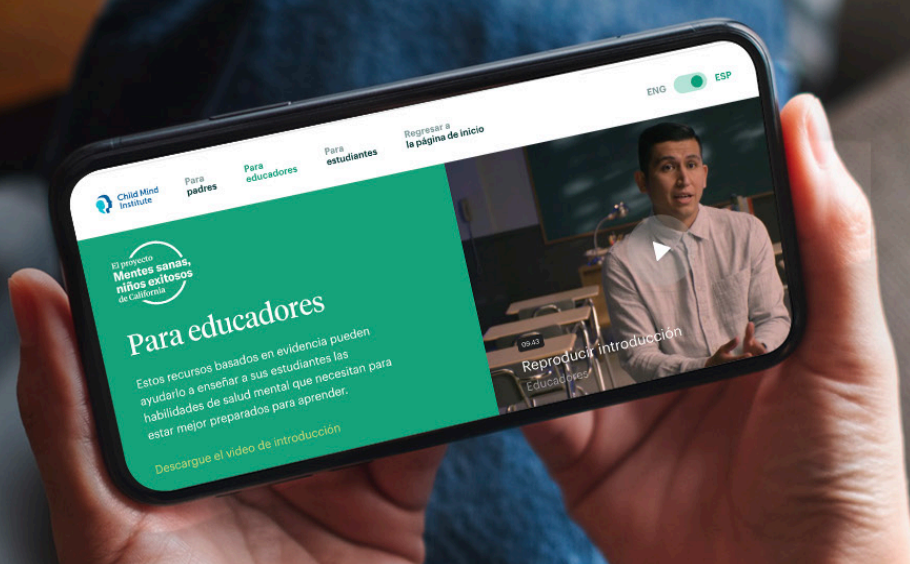 Child Mind
Institute
Para
padres
Para
educadores
Para
estudiantes
Regresar a
la página de inicio
ENG
ESP
El proyecto
Mentes sanas,
niños exitosos
de California
Para educadores
Estos recursos basados en evidencia pueden
ayudarlo a enseñar a sus estudiantes las
habilidades de salud mental que necesitan para
estar mejor preparados para aprender.
Descargue el video de introducción
09:43
Reproducir introducción
Educadores